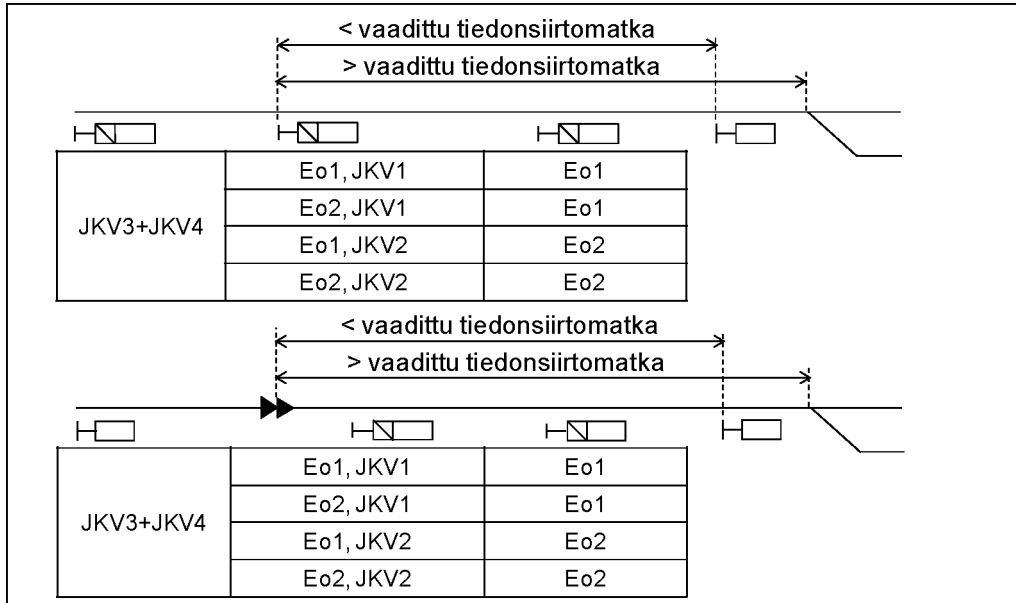 < vaadittu tiedonsiirtomatka
> vaadittu tiedonsiirtomatka
JKV3+JKV4
Eo1, JKV1
Eo1
Eo2, JKV1
Eo1
Eo1, JKV2
Eo2
Eo2, JKV2
Eo2
< vaadittu tiedonsiirtomatka
> vaadittu tiedonsiirtomatka
JKV3+JKV4
Eo1, JKV1
Eo1
Eo2, JKV1
Eo1
Eo1, JKV2
Eo2
Eo2, JKV2
Eo2